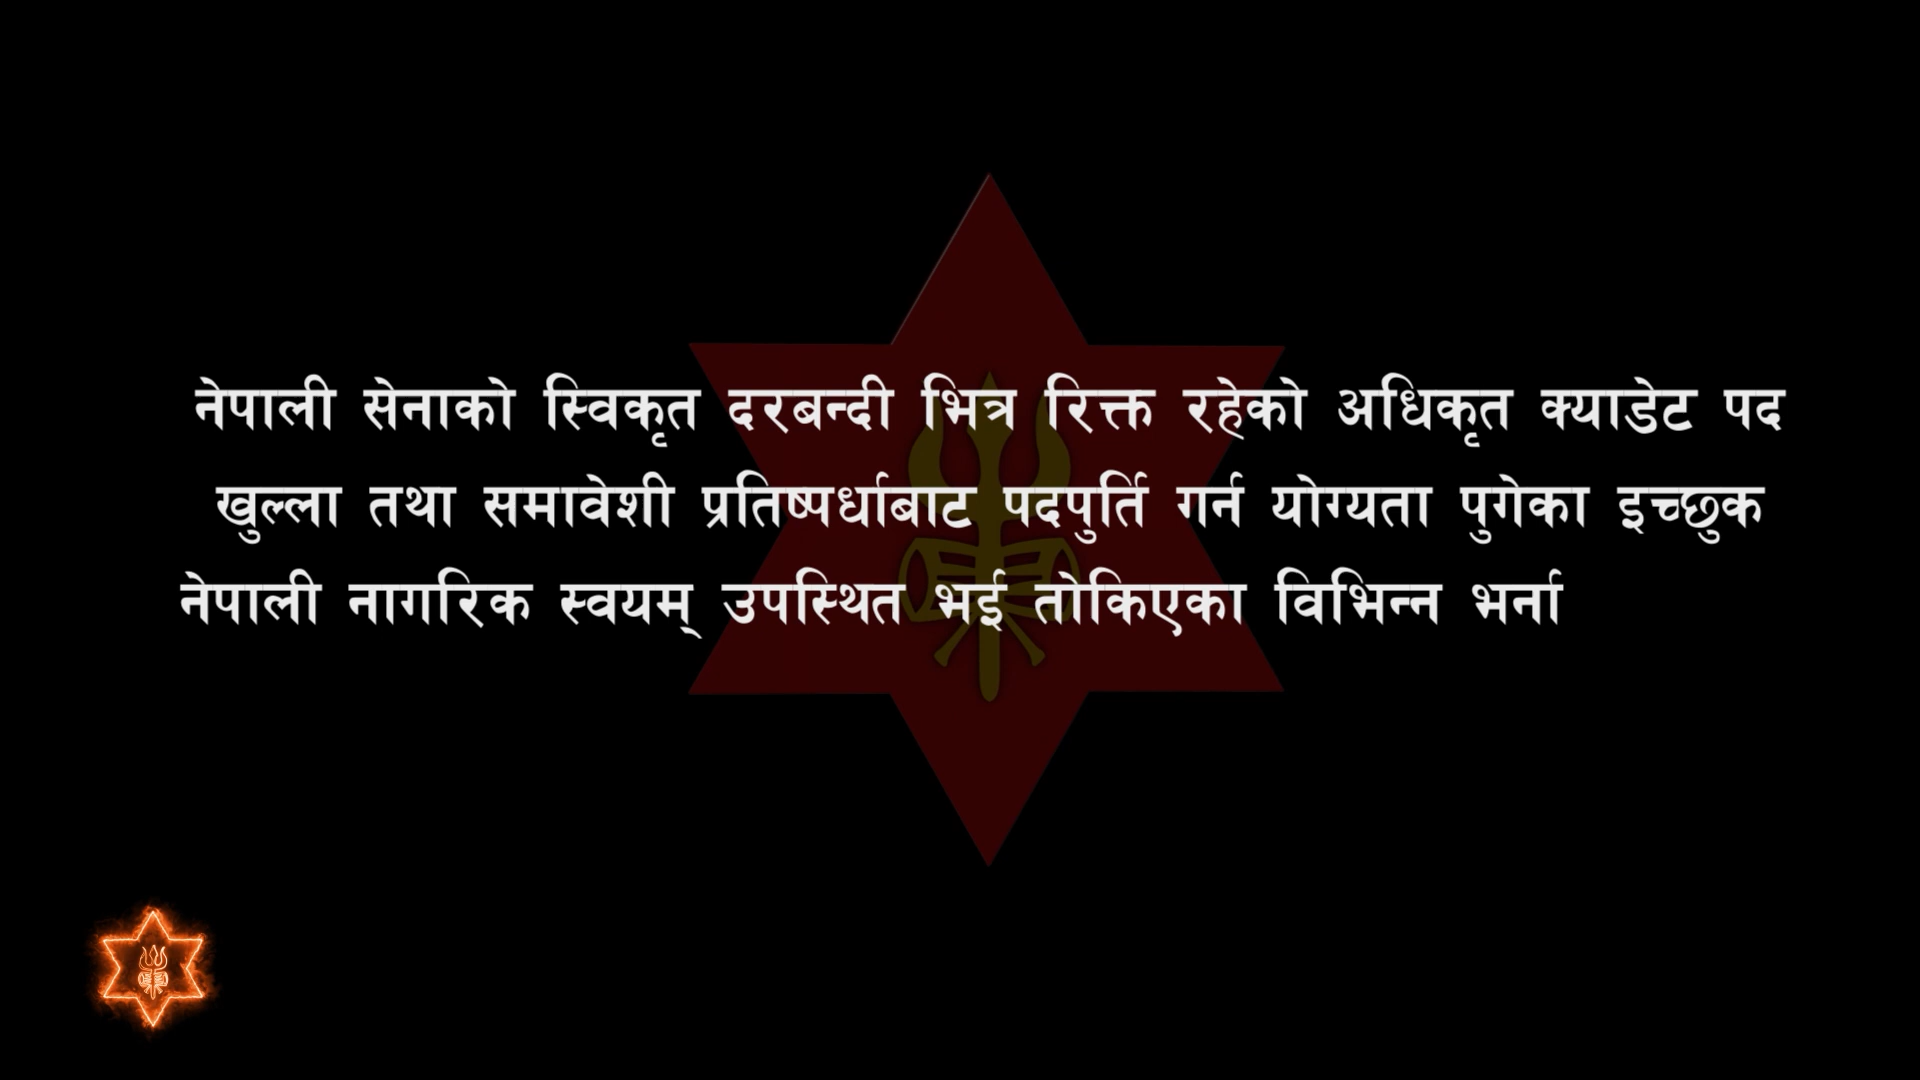 नेपाली सेनाको स्विकृत दरबन्दी भित्र रिक्त रहेको अधिकृत क्याडेट पद
खुल्ला तथा समावेशी प्रतिष्पर्धाबाट पदपुर्ति गर्न योग्यता पुगेका इच्छुक
नेपाली नागरिक स्वयम् उपस्थित भई तोकिएका विभिन्न भर्ना